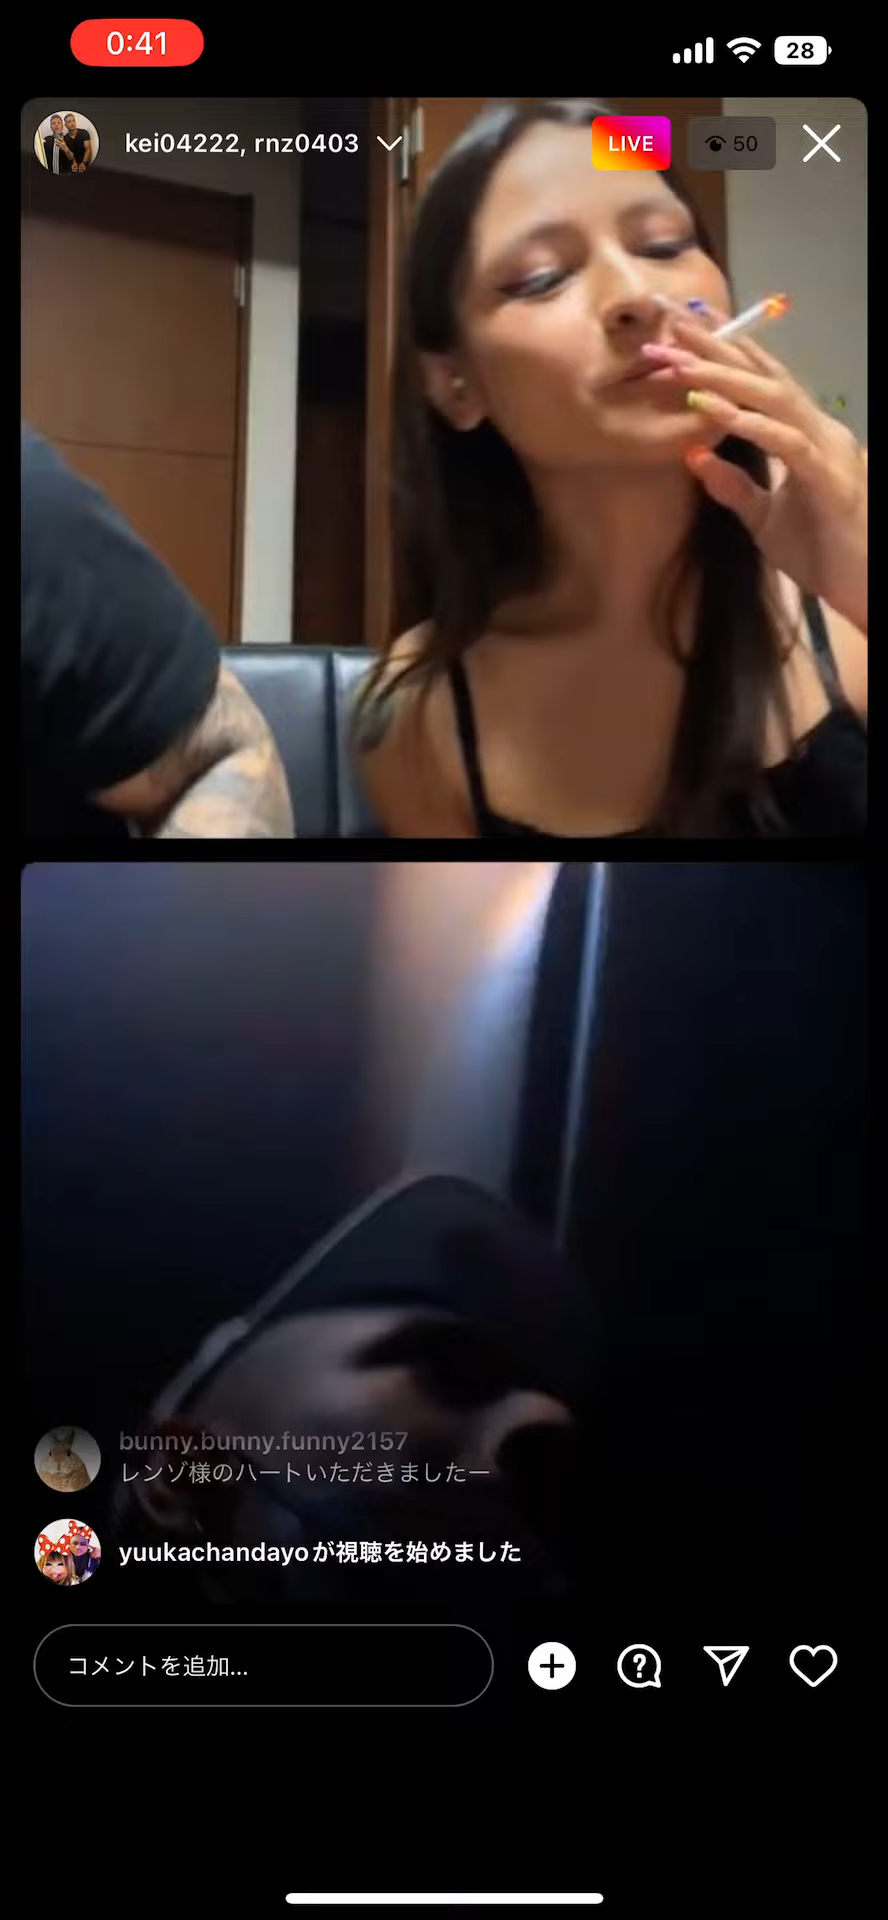 0:41
28
kei04222, rnz0403
LIVE
50
bunny.bunny.funny2157
レンゾ様のハートいただきましたー
yuukachandayoが視聴を始めました
コメントを追加...